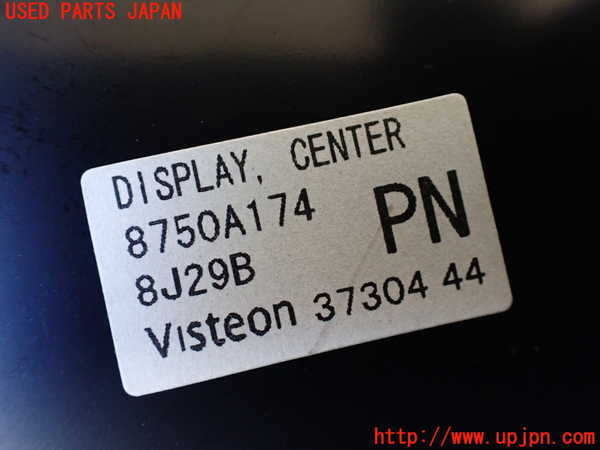 USED PARTS JAPAN
DISPLAY, CENTER
8750A174
PN
8J29B
Visteon 37304 44
http://www.upjpn.com/